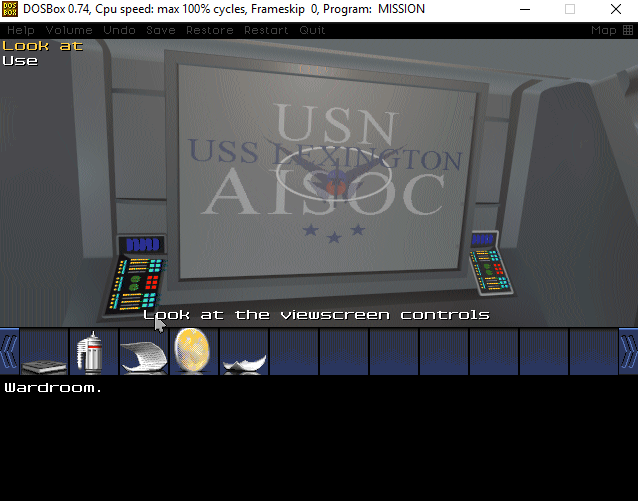 DOSBox 0.74, Cpu speed: max 100% cycles, Frameskip 0, Program: MISSION
Help Volume Undo Save Restore Restart Quit Map
Look at
Use
USN
USS LEXINGTON
AISOC
Look at the viewscreen controls
Wardroom.